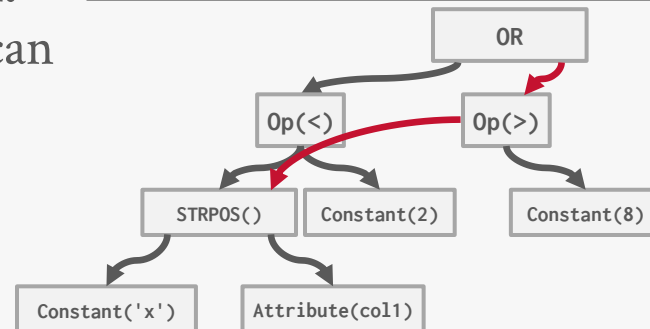 can
OR
Op(<)
Op(>)
STRPOS()
Constant(2)
Constant(8)
Constant('x')
Attribute(col1)